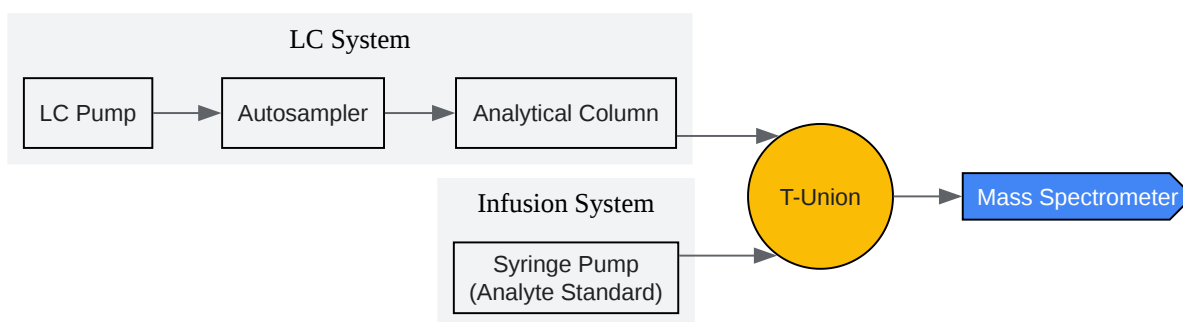 LC System
LC Pump
Autosampler
Analytical Column
T-Union
Mass Spectrometer
Infusion System
Syringe Pump
(Analyte Standard)